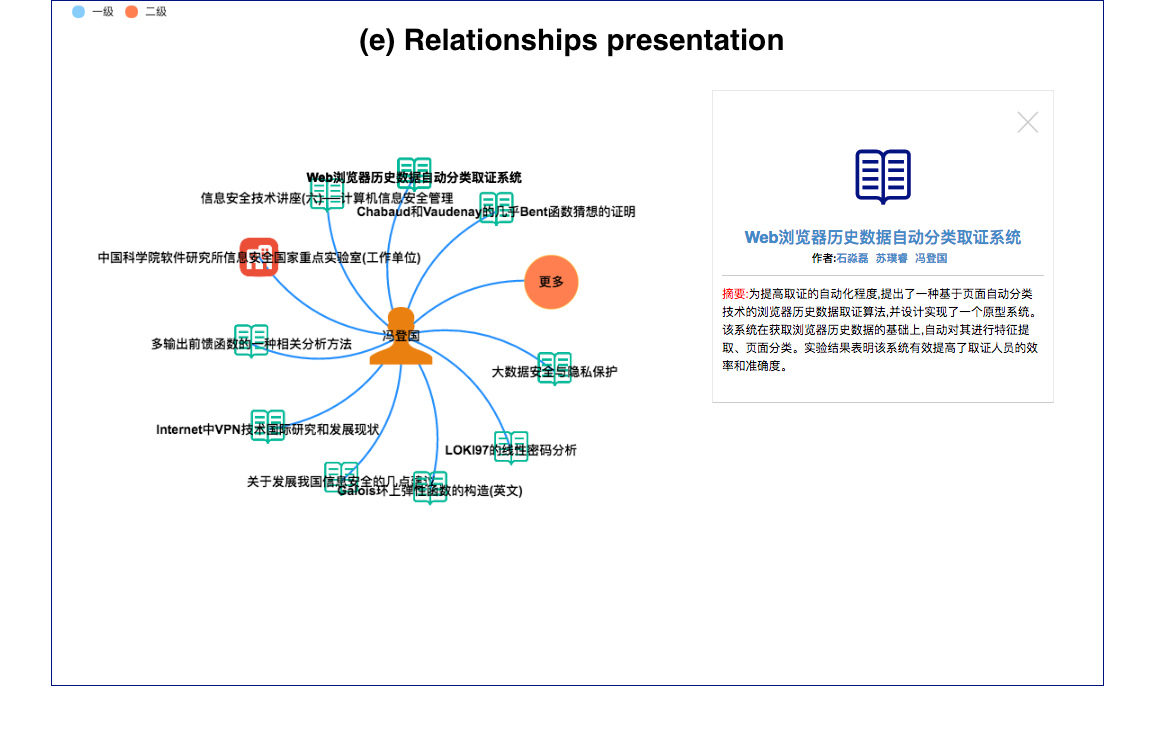 一级 二级
(e) Relationships presentation
Web浏览器历史数据自动分类取证系统
信息安全技术讲座(六)——计算机信息安全管理
Chabaud和Vaudenay的几乎Bent函数猜想的证明
中国科学院软件研究所信息安全国家重点实验室(工作单位)
更多
冯登国
多输出前馈函数的一种相关分析方法
大数据安全与隐私保护
Internet中VPN技术国际研究和发展现状
LOKI97的线性密码分析
关于发展我国信息安全的几点建议
Galois环上弹性函数的构造(英文)
Web浏览器历史数据自动分类取证系统
作者:石淼磊 苏璞睿 冯登国
摘要:为提高取证的自动化程度,提出了一种基于页面自动分类
技术的浏览器历史数据取证算法,并设计实现了一个原型系统。
该系统在获取浏览器历史数据的基础上,自动对其进行特征提
取、页面分类。实验结果表明该系统有效提高了取证人员的效
率和准确度。